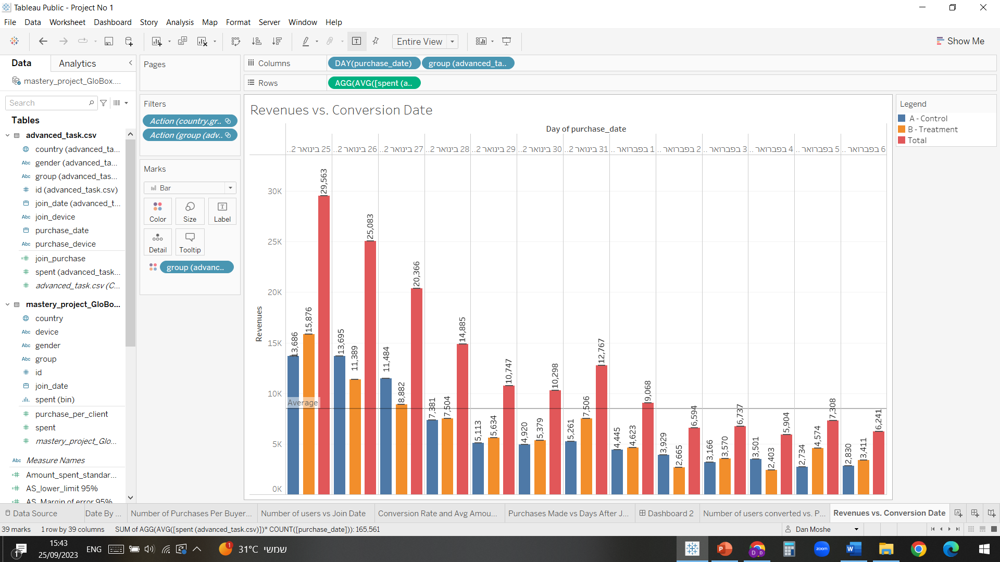 Tableau Public - Project No 1
File Data Worksheet Dashboard Story Analysis Map Format Server Window Help
Entire View
Show Me
Data Analytics
mastery_project_GloBox....
Search
Tables
advanced_task.csv
country (advanced_ta...
Abc gender (advanced_ta...
Abc group (advanced_tas...
id (advanced_task.csv)
join_date (advanced_t...
Abc join_device
purchase_date
Abc purchase_device
join_purchase
spent (advanced_task...
advanced_task.csv (C...
mastery_project_GloBo...
country
Abc device
Abc gender
Abc group
id
join_date
spent (bin)
purchase_per_client
spent
mastery_project_Glo...
Abc Measure Names
Amount_spent_standar...
AS_lower_limit 95%
AS_Margin of error 95%
Pages
Filters
Action (country,gr..
Action (group (adv..
Marks
Bar
Color Size Label
Detail Tooltip
group (advanc..
Columns DAY(purchase_date) group (advanced_ta..
Rows AGG(AVG([spent (a..
Revenues vs. Conversion Date
Day of purchase_date
25 בינואר 2.. 26 בינואר 2.. 27 בינואר 2.. 28 בינואר 2.. 29 בינואר 2.. 30 בינואר 2.. 31 בינואר 2.. 1 בפברואר .. 2 בפברואר .. 3 בפברואר .. 4 בפברואר .. 5 בפברואר .. 6 בפברואר ..
Revenues
30K
25K
20K
15K
10K
5K
0K
Average
13,686 15,876 29,563
13,695 11,389 25,083
11,484 8,882 20,366
7,381 7,504 14,885
5,113 5,634 10,747
4,920 5,379 10,298
5,261 7,506 12,767
4,445 4,623 9,068
3,929 2,665 6,594
3,166 3,570 6,737
3,501 2,403 5,904
2,734 4,574 7,308
2,830 3,411 6,241
Legend
A - Control
B - Treatment
Total
Data Source Date By ... Number of Purchases Per Buyer... Number of users vs Join Date Conversion Rate and Avg Amou... Purchases Made vs Days After J... Dashboard 2 Number of users converted vs. P... Revenues vs. Conversion Date
39 marks 1 row by 39 columns SUM of AGG(AVG([spent (advanced_task.csv)])* COUNT([purchase_date])): 165,561 Dan Moshe
1 15:43 ENG 1 31°C שמשי
25/09/2023
D D zoom